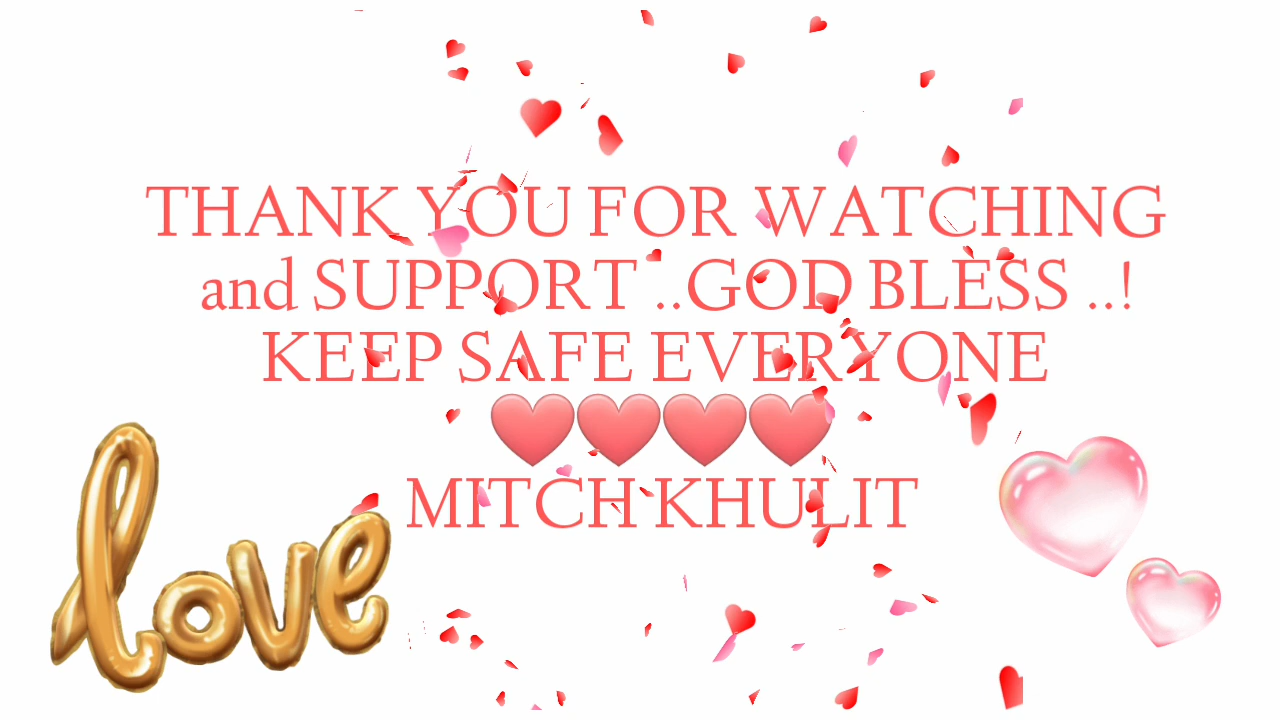 THANK YOU FOR WATCHING
and SUPPORT ..GOD BLESS ..!
KEEP SAFE EVERYONE
❤❤❤❤
MITCH KHULIT
love